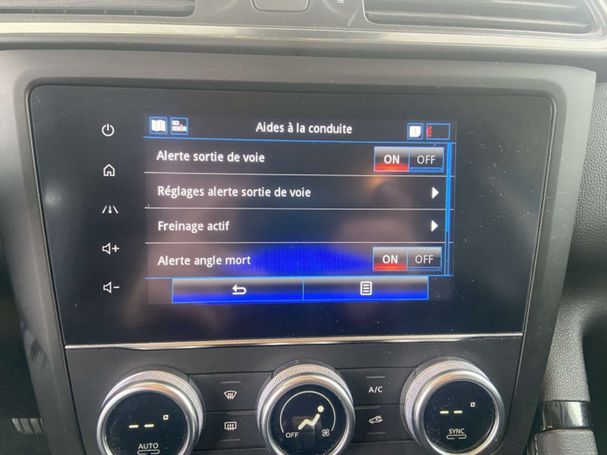 Aides à la conduite
Alerte sortie de voie ON OFF
Réglages alerte sortie de voie
Freinage actif
Alerte angle mort ON OFF
A/C
AUTO
OFF
SYNC